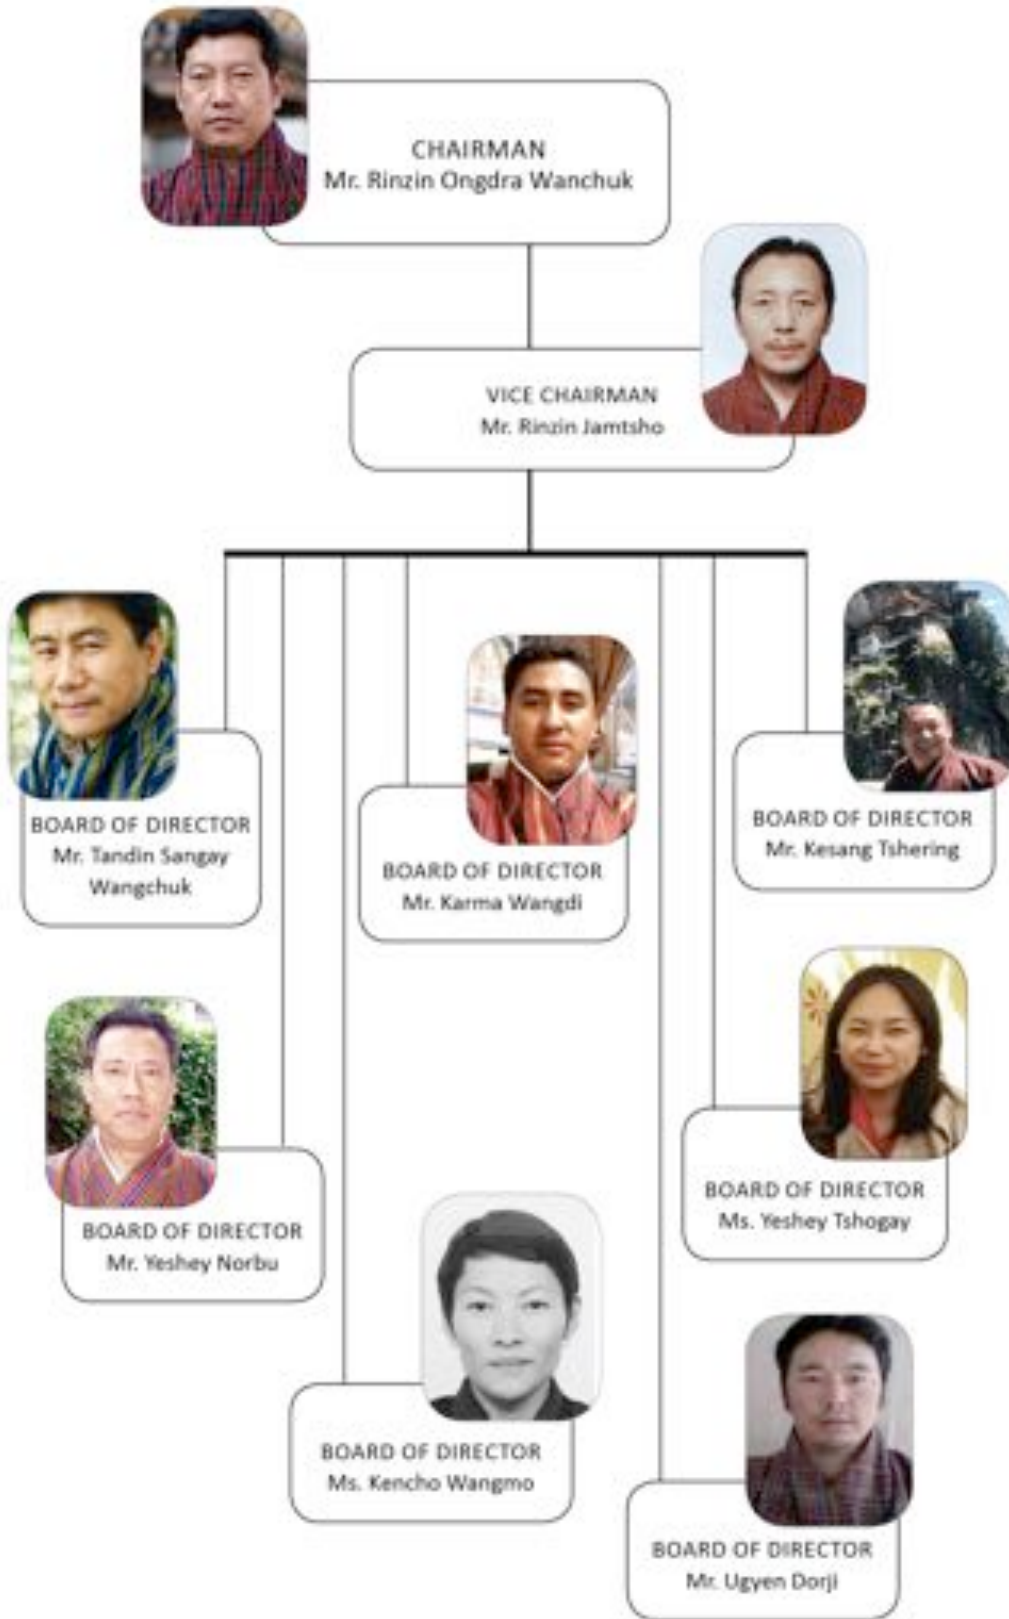 CHAIRMAN
Mr. Rinzin Ongdra Wanchuk
VICE CHAIRMAN
Mr. Rinzin Jamtsho
BOARD OF DIRECTOR
Mr. Tandin Sangay
Wangchuk
BOARD OF DIRECTOR
Mr. Karma Wangdi
BOARD OF DIRECTOR
Mr. Kesang Tshering
BOARD OF DIRECTOR
Mr. Yeshey Norbu
BOARD OF DIRECTOR
Ms. Yeshey Tshogay
BOARD OF DIRECTOR
Ms. Kencho Wangmo
BOARD OF DIRECTOR
Mr. Ugyen Dorji